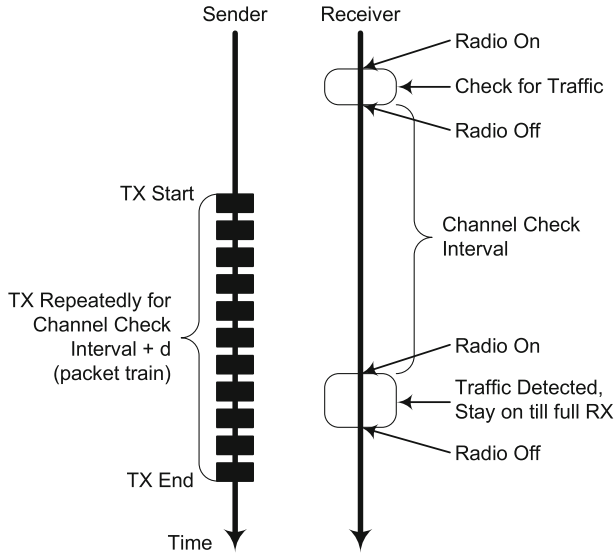 Sender
Receiver
Radio On
Check for Traffic
Radio Off
TX Start
Channel Check
Interval
TX Repeatedly for
Channel Check
Interval + d
(packet train)
Radio On
Traffic Detected,
Stay on till full RX
Radio Off
TX End
Time